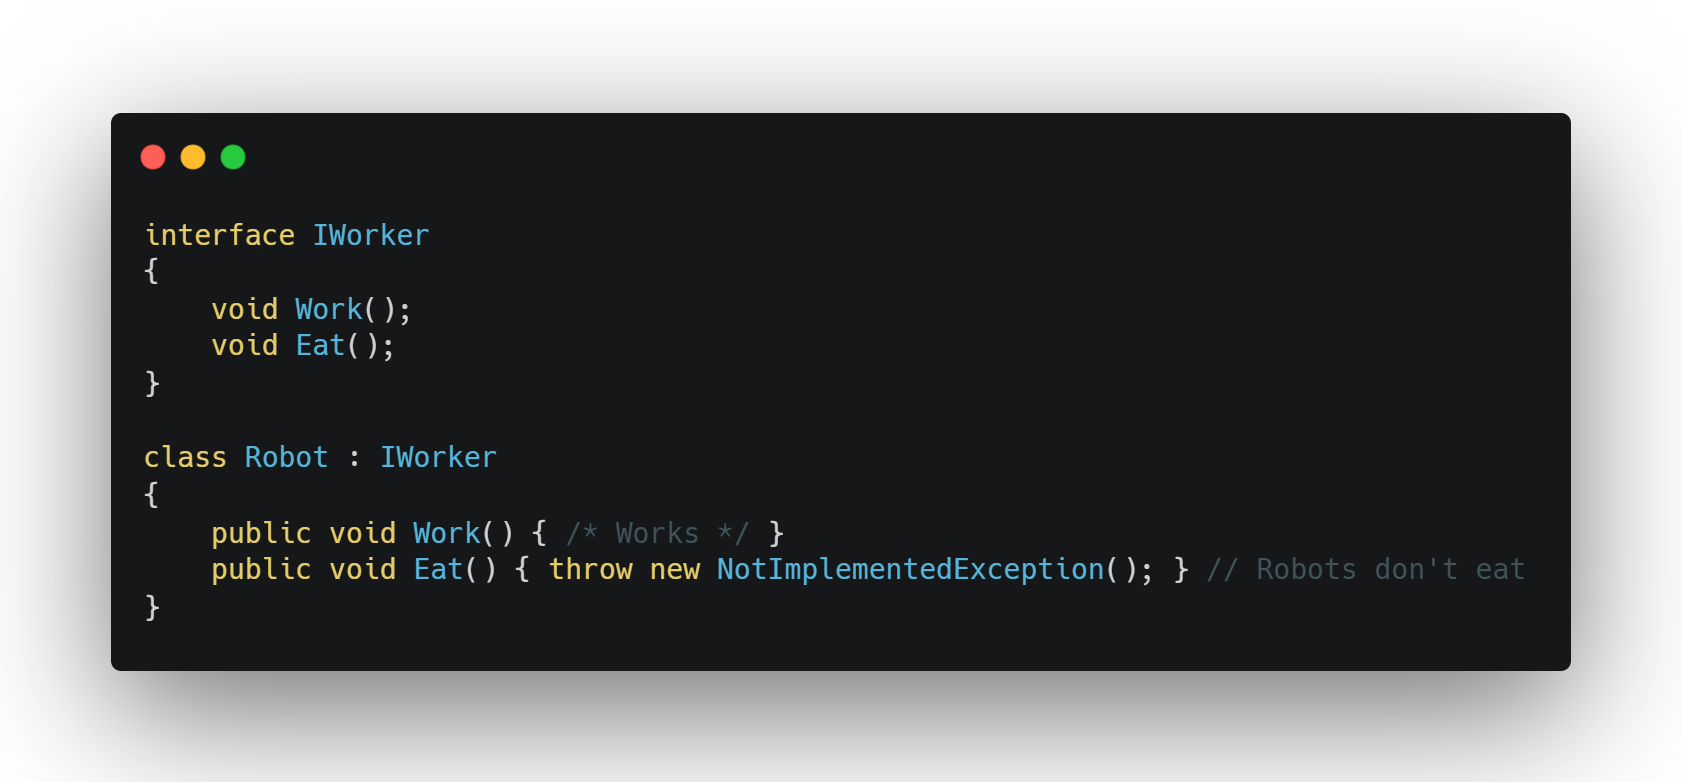 interface IWorker
{
    void Work();
    void Eat();
}

class Robot : IWorker
{
    public void Work() { /* Works */ }
    public void Eat() { throw new NotImplementedException(); } // Robots don't eat
}